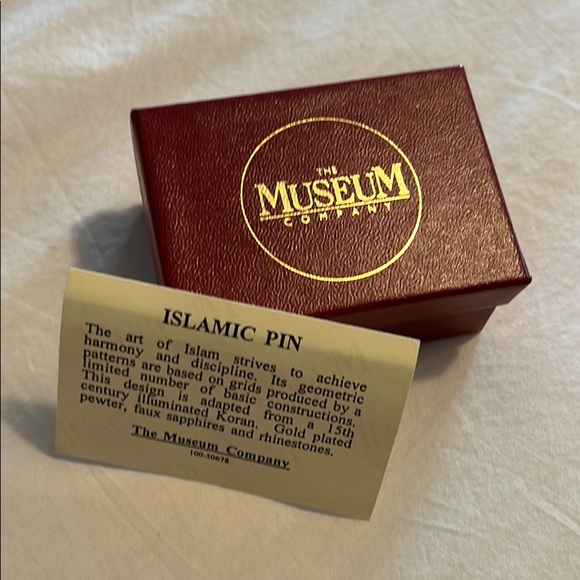 THE
MUSEUM
COMPANY
ISLAMIC PIN
The art of Islam strives to achieve
harmony and discipline. Its geometric
patterns are based on grids produced by a
limited number of basic constructions.
This design is adapted from a 15th
century illuminated Koran. Gold plated
pewter, faux sapphires and rhinestones.
The Museum Company
100-50678